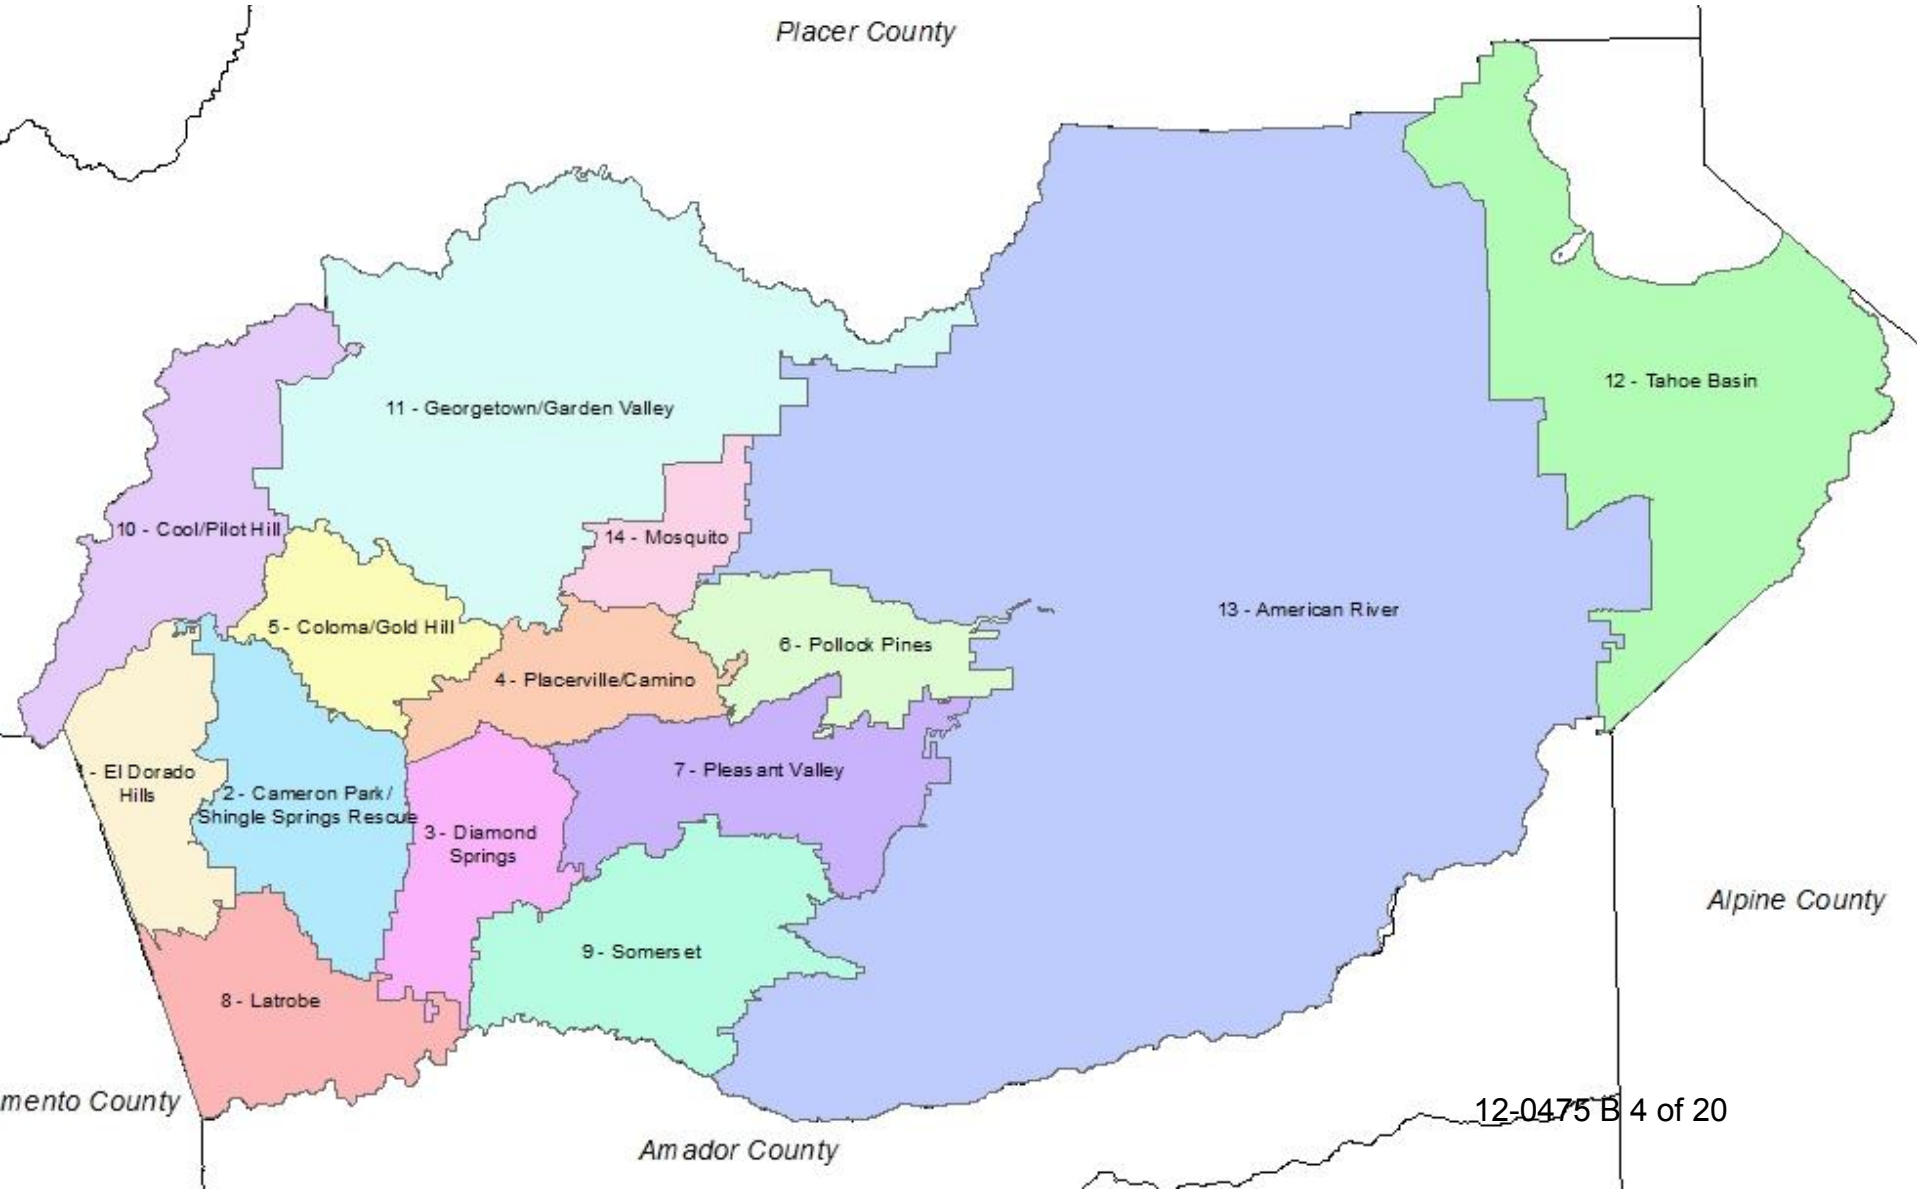 Placer County
12 - Tahoe Basin
11 - Georgetown/Garden Valley
10 - Cool/Pilot Hill
14 - Mosquito
13 - American River
5 - Coloma/Gold Hill
6 - Pollock Pines
4 - Placerville/Camino
7 - Pleasant Valley
- El Dorado
Hills
2 - Cameron Park/
Shingle Springs Rescue
3 - Diamond
Springs
Alpine County
9 - Somerset
8 - Latrobe
mento County
12-0475 B 4 of 20
Amador County